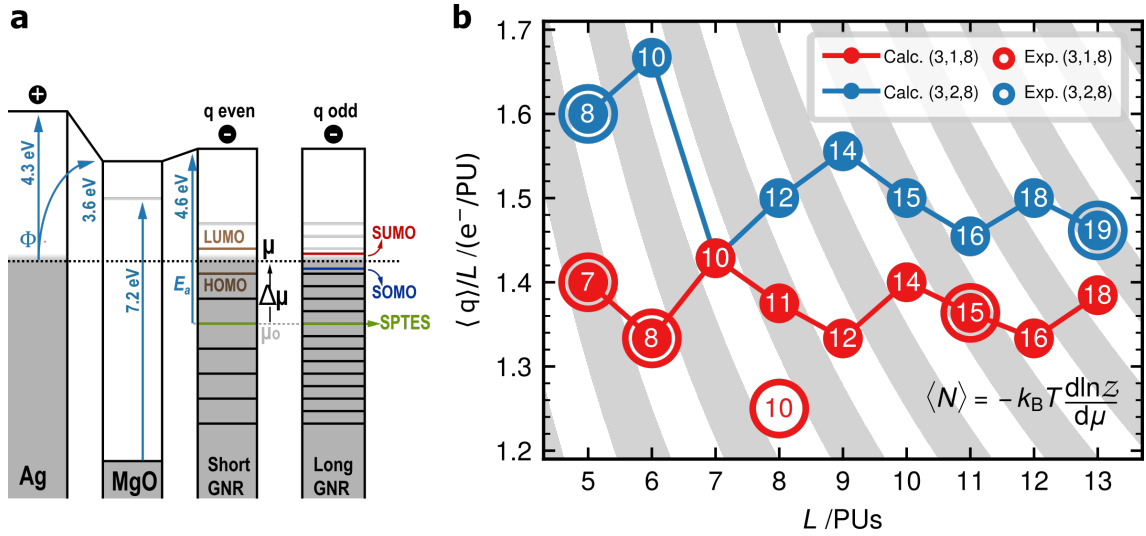 a
q even
q odd
4.3 eV
3.6 eV
4.6 eV
7.2 eV
Φ
Eₐ
LUMO
HOMO
μ
Δμ
μ₀
SUMO
SOMO
SPTES
Ag
MgO
Short
GNR
Long
GNR
b
⟨q⟩/L /(e⁻/PU)
1.7
1.6
1.5
1.4
1.3
1.2
Calc. (3,1,8)
Exp. (3,1,8)
Calc. (3,2,8)
Exp. (3,2,8)
8
10
12
14
15
16
18
19
7
8
10
11
12
14
15
16
18
10
⟨N⟩ = −k_B T dln𝒵/dμ
5 6 7 8 9 10 11 12 13
L /PUs